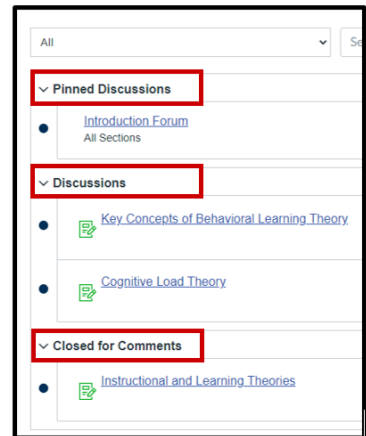 All
Se
Pinned Discussions
Introduction Forum
All Sections
Discussions
Key Concepts of Behavioral Learning Theory
Cognitive Load Theory
Closed for Comments
Instructional and Learning Theories